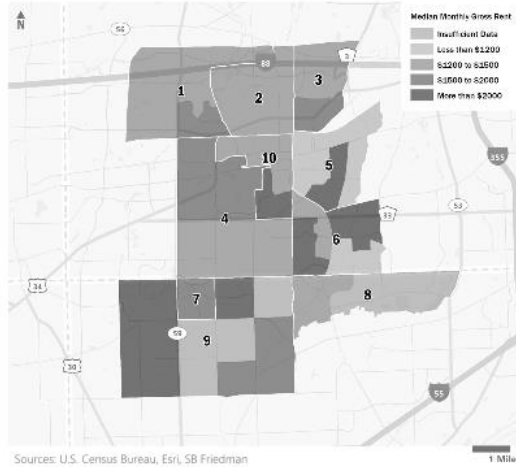 N
56
88
3
Median Monthly Gross Rent
Insufficient Data
Less than $1200
$1200 to $1500
$1500 to $2000
More than $2000
1
2
3
10
5
355
4
53
6
34
7
8
59
9
30
55
Sources: U.S. Census Bureau, Esri, SB Friedman
1 Mile